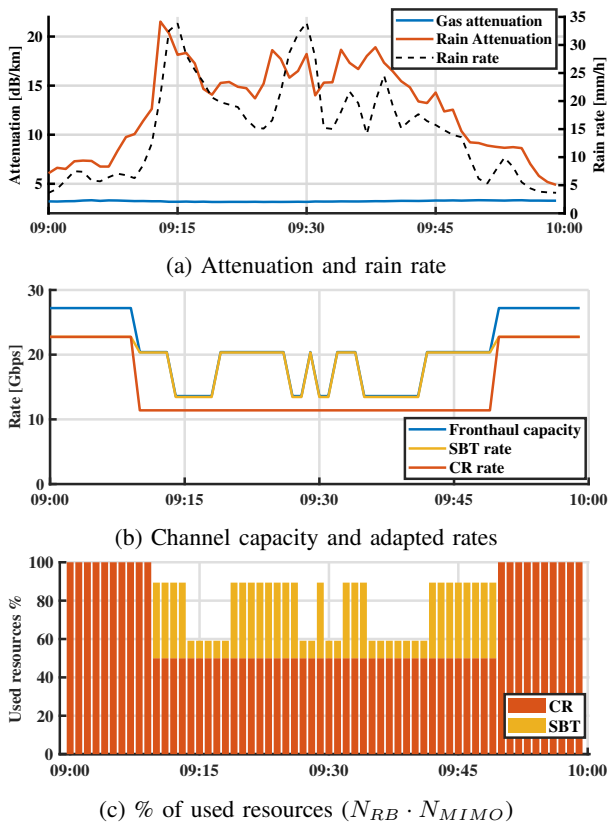 Gas attenuation
Rain Attenuation
Rain rate
Attenuation [dB/km]
20
15
10
5
Rain rate [mm/h]
35
30
25
20
15
10
5
0
09:00 09:15 09:30 09:45 10:00
(a) Attenuation and rain rate
Rate [Gbps]
30
20
10
0
Fronthaul capacity
SBT rate
CR rate
09:00 09:15 09:30 09:45 10:00
(b) Channel capacity and adapted rates
Used resources %
100
80
60
40
20
0
CR
SBT
09:00 09:15 09:30 09:45 10:00
(c) % of used resources (N_{RB} · N_{MIMO})